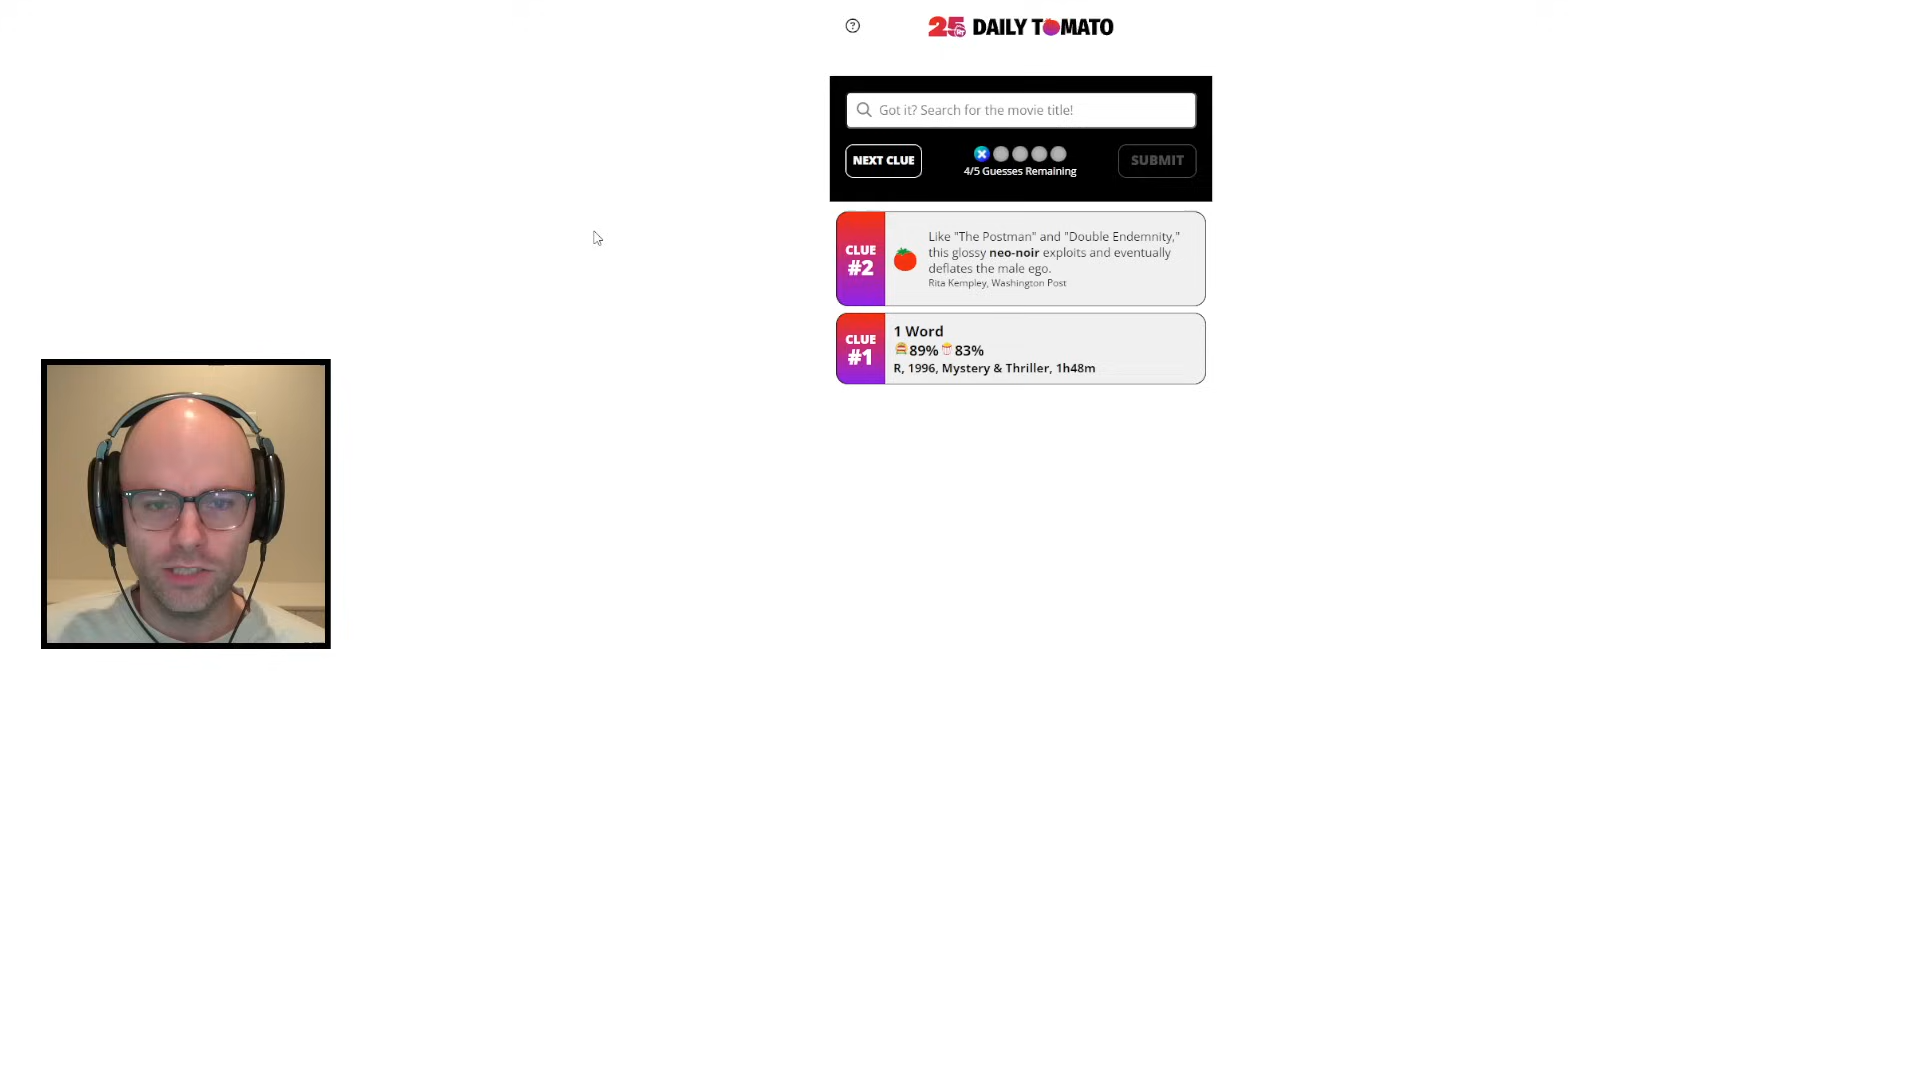 25 RT DAILY TOMATO
Got it? Search for the movie title!
NEXT CLUE
4/5 Guesses Remaining
SUBMIT
CLUE
#2
Like "The Postman" and "Double Endemnity,"
this glossy neo-noir exploits and eventually
deflates the male ego.
Rita Kempley, Washington Post
CLUE
#1
1 Word
89% 83%
R, 1996, Mystery & Thriller, 1h48m